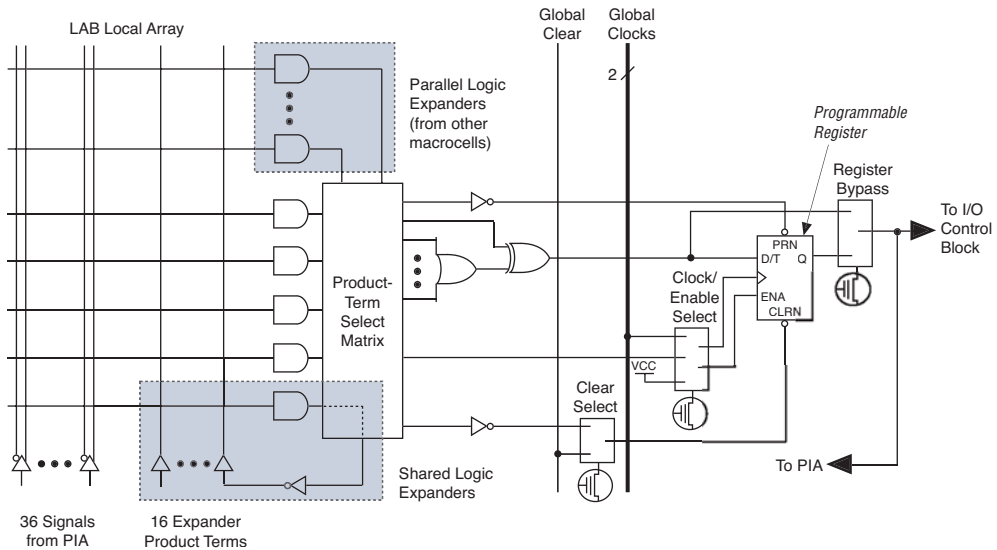 LAB Local Array
Global
Clear
Global
Clocks
2
Parallel Logic
Expanders
(from other
macrocells)
Programmable
Register
Register
Bypass
To I/O
Control
Block
PRN
D/T
Q
ENA
CLRN
Clock/
Enable
Select
Product-
Term
Select
Matrix
VCC
Clear
Select
To PIA
Shared Logic
Expanders
36 Signals
from PIA
16 Expander
Product Terms